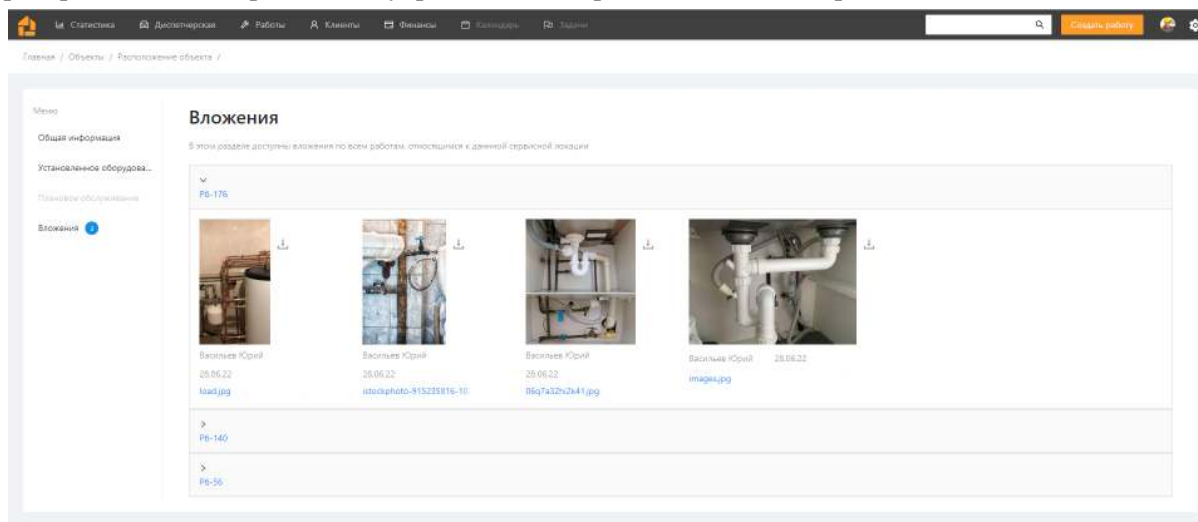 Статистика Диспетчерская Работы Клиенты Финансы Календарь Задачи Создать работу
Главная / Объекты / Расположение объекта /
Меню
Вложения
Общая информация
В этом разделе доступны вложения по всем работам, относящимся к данной сервисной локации
Установленное оборудова...
Р6-176
Плановое обслуживание
Вложения
Васильев Юрий Васильев Юрий Васильев Юрий Васильев Юрий 28.06.22
28.06.22 28.06.22 28.06.22
images.jpg
load.jpg istockphoto-915235816-10 06q7a32hi2k41.jpg
Р6-140
Р6-56